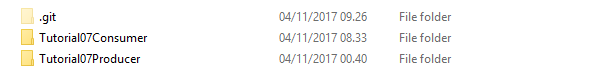 .git 04/11/2017 09.26 File folder
Tutorial07Consumer 04/11/2017 08.33 File folder
Tutorial07Producer 04/11/2017 00.40 File folder